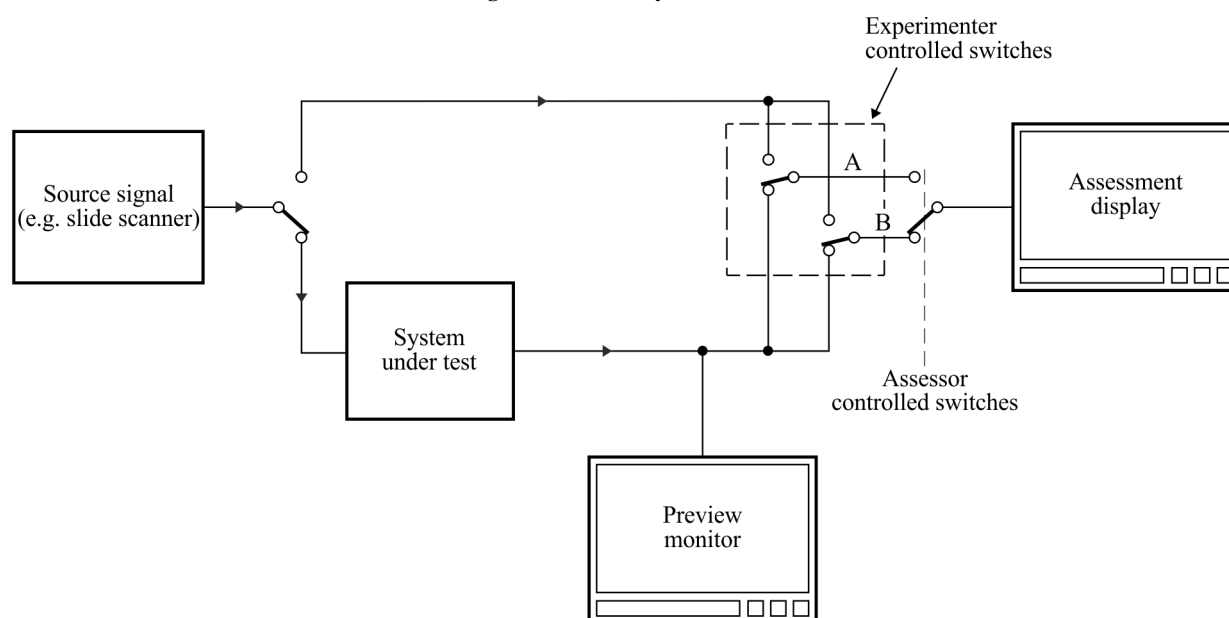 Experimenter
controlled switches
Source signal
(e.g. slide scanner)
A
Assessment
display
B
System
under test
Assessor
controlled switches
Preview
monitor